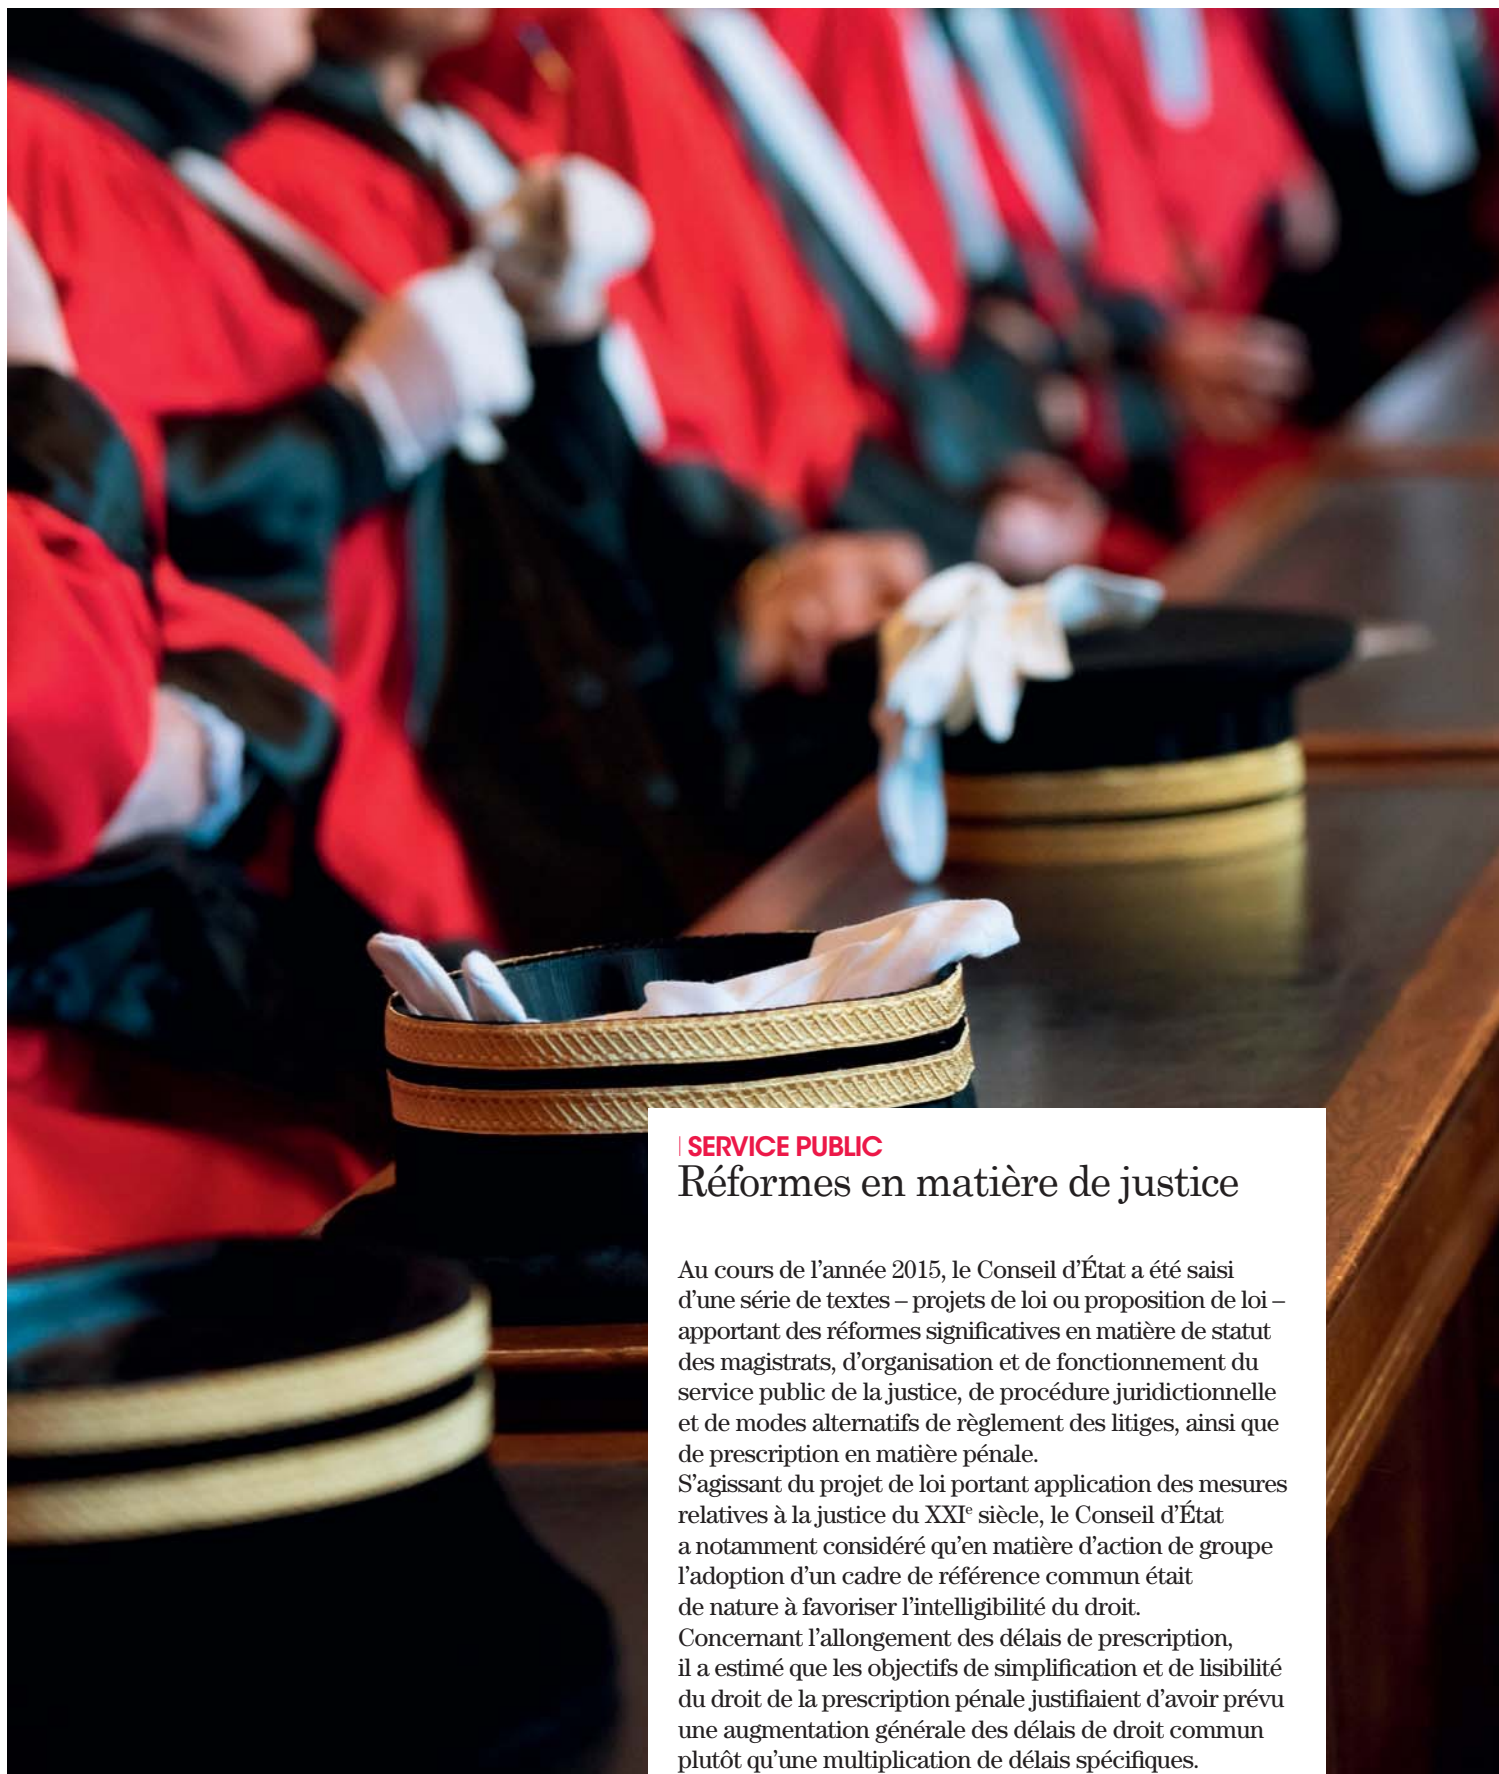 SERVICE PUBLIC
Réformes en matière de justice
Au cours de l'année 2015, le Conseil d'État a été saisi
d'une série de textes – projets de loi ou proposition de loi –
apportant des réformes significatives en matière de statut
des magistrats, d'organisation et de fonctionnement du
service public de la justice, de procédure juridictionnelle
et de modes alternatifs de règlement des litiges, ainsi que
de prescription en matière pénale.
S'agissant du projet de loi portant application des mesures
relatives à la justice du XXIe siècle, le Conseil d'État
a notamment considéré qu'en matière d'action de groupe
l'adoption d'un cadre de référence commun était
de nature à favoriser l'intelligibilité du droit.
Concernant l'allongement des délais de prescription,
il a estimé que les objectifs de simplification et de lisibilité
du droit de la prescription pénale justifiaient d'avoir prévu
une augmentation générale des délais de droit commun
plutôt qu'une multiplication de délais spécifiques.